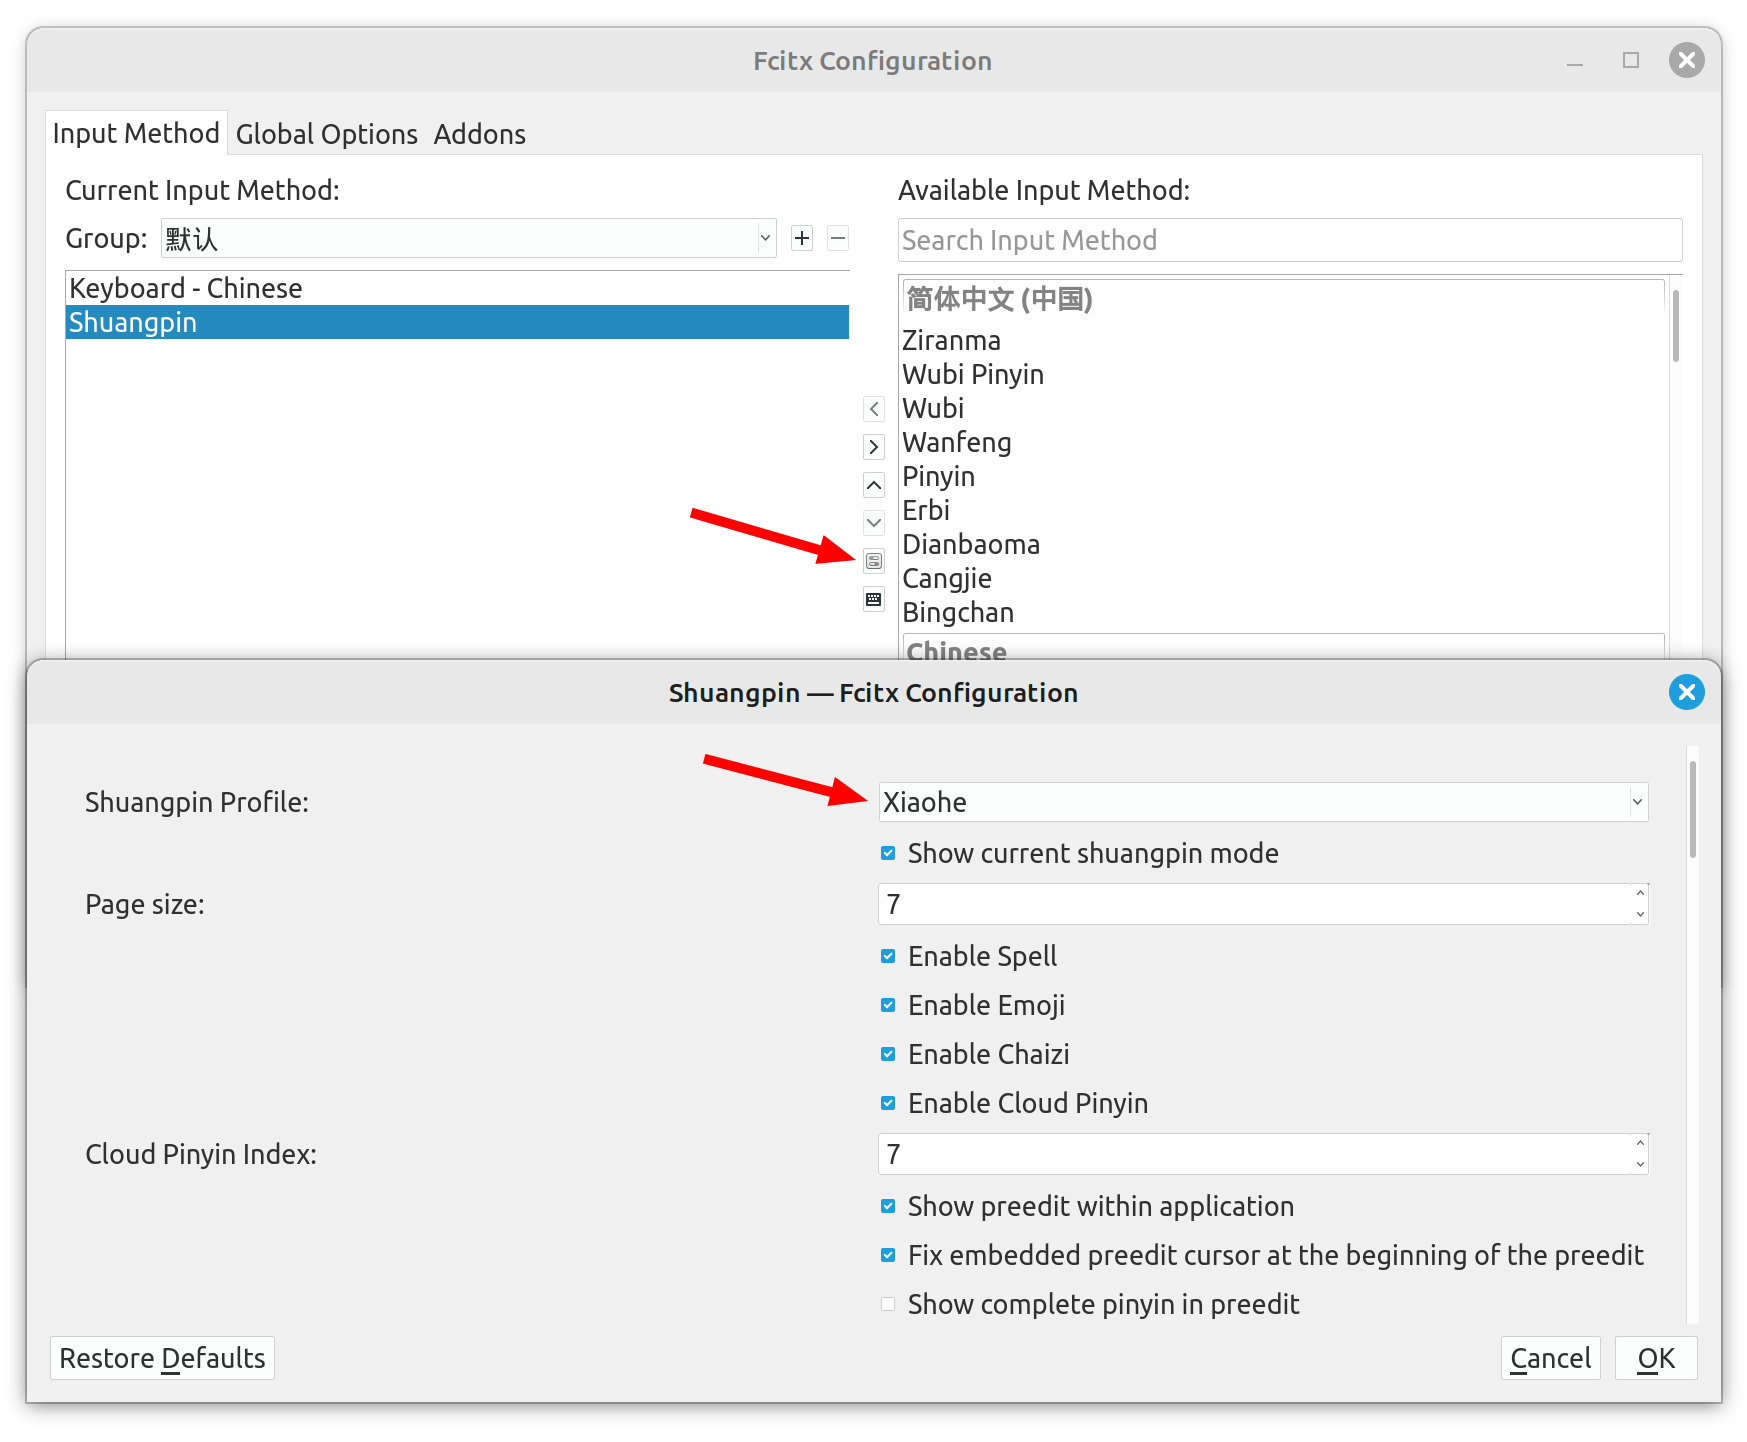 Fcitx Configuration
Input Method Global Options Addons
Current Input Method:
Group: 默认
Keyboard - Chinese
Shuangpin
Available Input Method:
Search Input Method
简体中文 (中国)
Ziranma
Wubi Pinyin
Wubi
Wanfeng
Pinyin
Erbi
Dianbaoma
Cangjie
Bingchan
Chinese
Shuangpin — Fcitx Configuration
Shuangpin Profile: Xiaohe
Show current shuangpin mode
Page size: 7
Enable Spell
Enable Emoji
Enable Chaizi
Enable Cloud Pinyin
Cloud Pinyin Index: 7
Show preedit within application
Fix embedded preedit cursor at the beginning of the preedit
Show complete pinyin in preedit
Restore Defaults Cancel OK